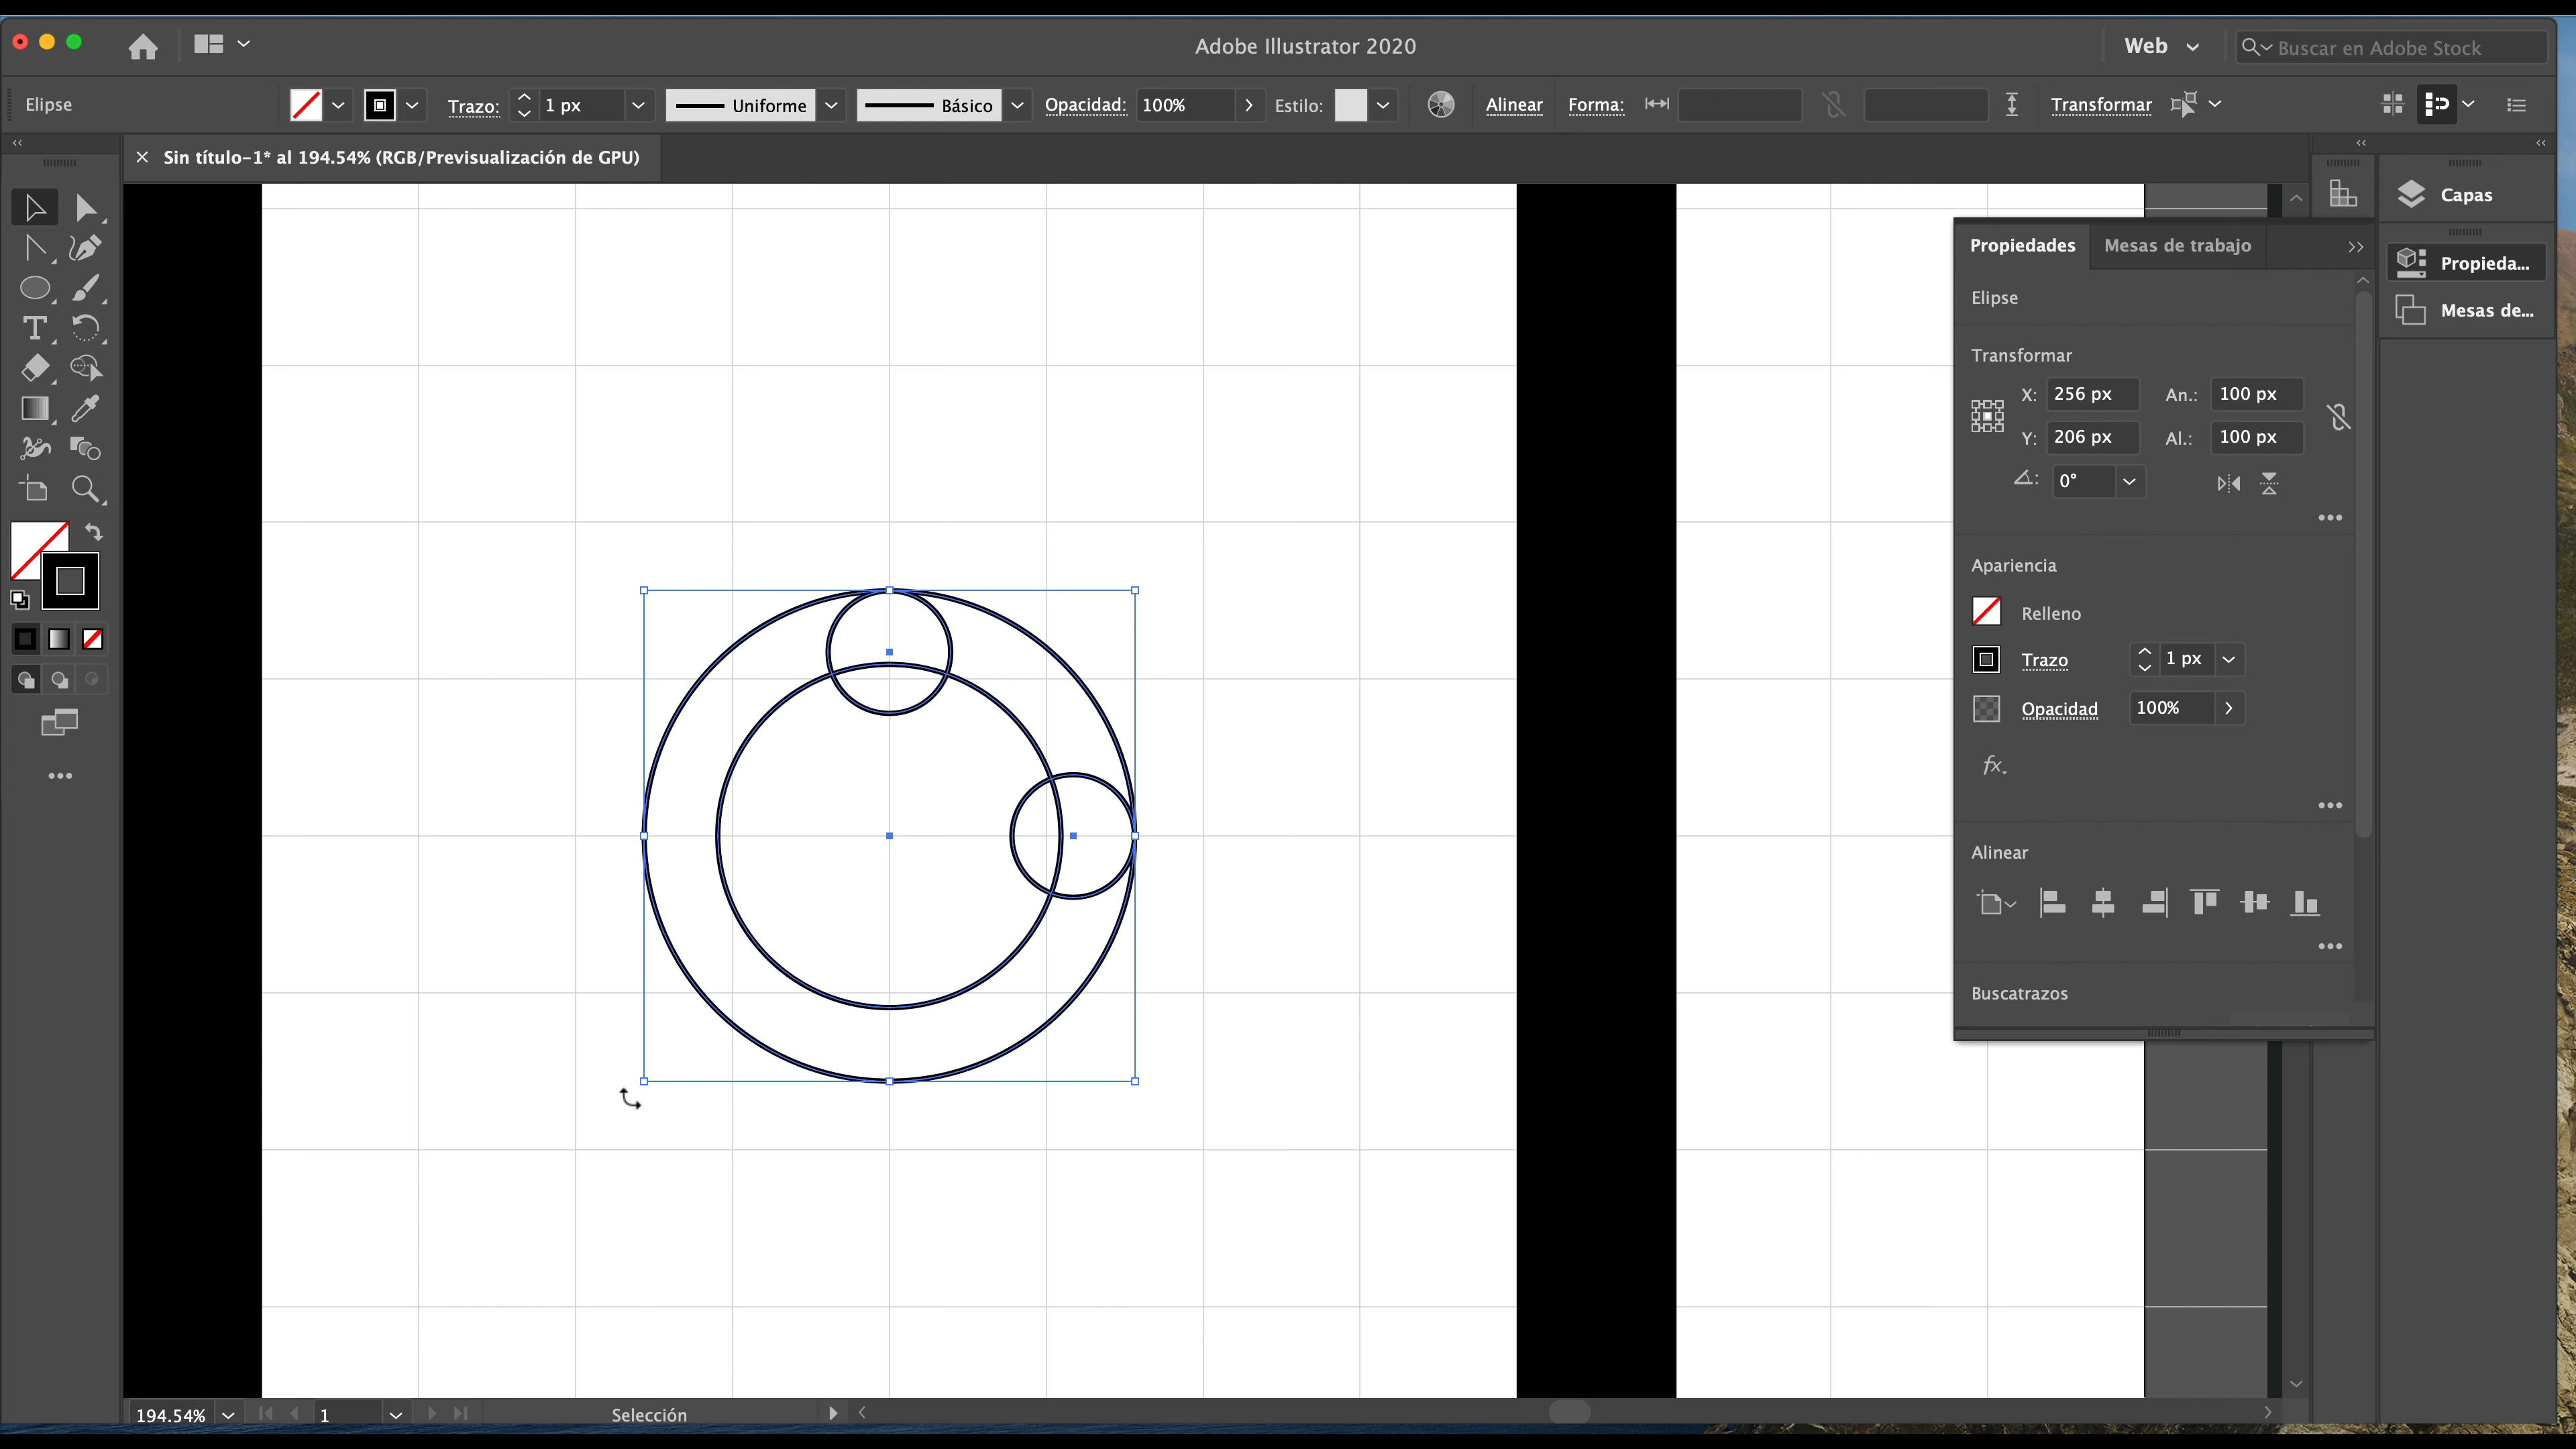 Adobe Illustrator 2020
Web
Buscar en Adobe Stock
Elipse
Trazo:
1 px
Uniforme
Básico
Opacidad:
100%
Estilo:
Alinear
Forma:
Transformar
Sin título-1* al 194.54% (RGB/Previsualización de GPU)
Capas
Propieda...
Mesas de...
Propiedades
Mesas de trabajo
Elipse
Transformar
X: 256 px An.: 100 px
Y: 206 px Al.: 100 px
0°
Apariencia
Relleno
Trazo 1 px
Opacidad 100%
fx.
Alinear
Buscatrazos
194.54%
1
Selección